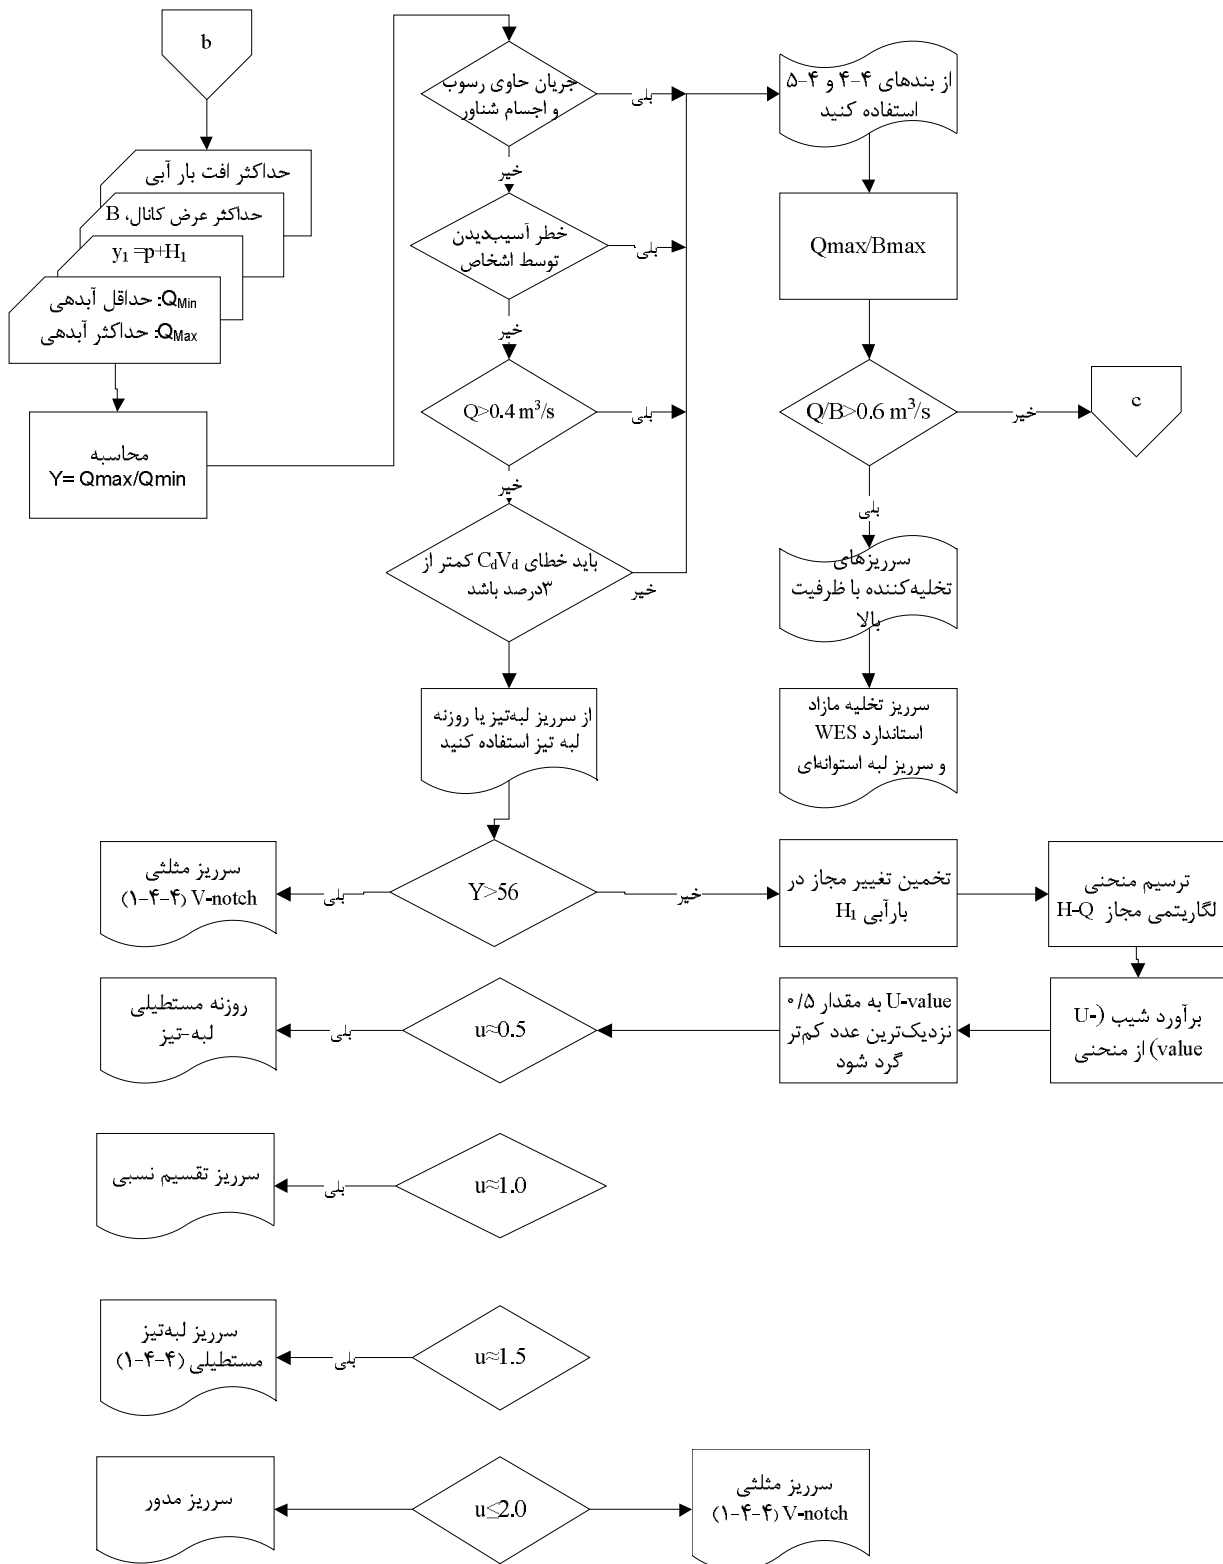 b
حداکثر افت بار آبی
حداکثر عرض کانال، B
y₁ =p+H₁
Q_Min: حداقل آبدهی
Q_Max: حداکثر آبدهی
محاسبه
Y= Qmax/Qmin
جریان حاوی رسوب
و اجسام شناور
بلی
خیر
خطر آسیب‌دیدن
توسط اشخاص
بلی
خیر
Q>0.4 m³/s
بلی
خیر
باید خطای CdVd کمتر از
۳درصد باشد
خیر
از سرریز لبه‌تیز یا روزنه
لبه تیز استفاده کنید
از بندهای ۴-۴ و ۴-۵
استفاده کنید
Qmax/Bmax
Q/B>0.6 m³/s
خیر
c
بلی
سرریزهای
تخلیه‌کننده با ظرفیت
بالا
سرریز تخلیه مازاد
استاندارد WES
و سرریز لبه استوانه‌ای
Y>56
بلی
سرریز مثلثی
V-notch (۱-۴-۴)
خیر
تخمین تغییر مجاز در
بارآبی H₁
ترسیم منحنی
لگاریتمی مجاز H-Q
برآورد شیب (U-
value) از منحنی
U-value به مقدار ۰/۵
نزدیک‌ترین عدد کم‌تر
گرد شود
u≈0.5
بلی
روزنه مستطیلی
لبه-تیز
u≈1.0
بلی
سرریز تقسیم نسبی
u≈1.5
بلی
سرریز لبه‌تیز
مستطیلی (۱-۴-۴)
u≤2.0
سرریز مدور
سرریز مثلثی
V-notch (۱-۴-۴)